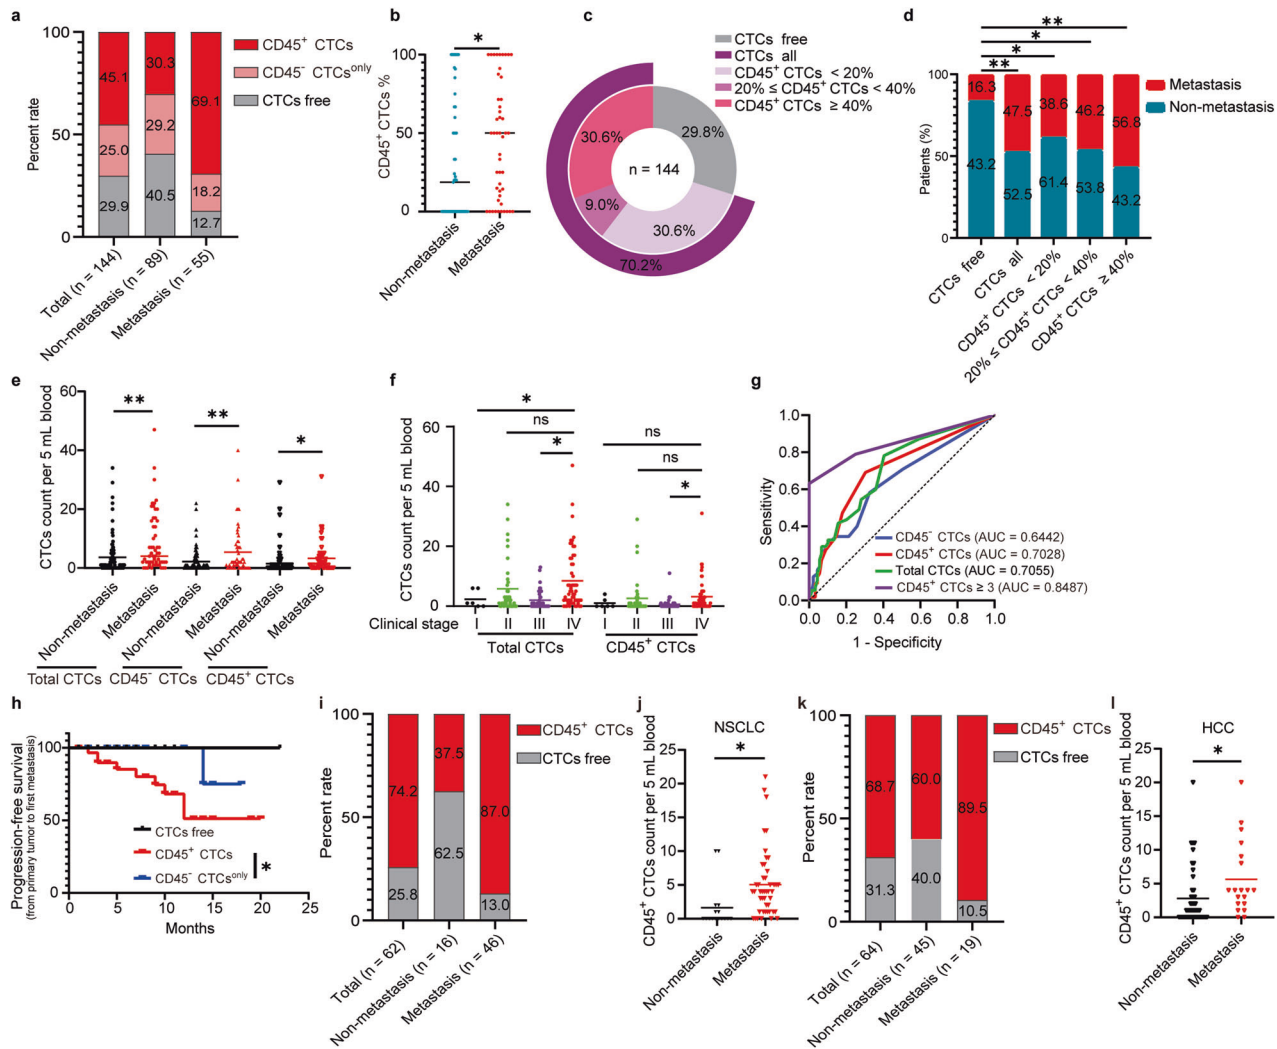 a
Percent rate
100
50
0
45.1
25.0
29.9
30.3
29.2
40.5
69.1
18.2
12.7
CD45⁺ CTCs
CD45⁻ CTCsᵒⁿˡʸ
CTCs free
Total (n = 144)
Non-metastasis (n = 89)
Metastasis (n = 55)
b
CD45⁺ CTCs %
100
50
0
*
Non-metastasis
Metastasis
c
CTCs free
CTCs all
CD45⁺ CTCs < 20%
20% ≤ CD45⁺ CTCs < 40%
CD45⁺ CTCs ≥ 40%
30.6%
29.8%
n = 144
9.0%
30.6%
70.2%
d
**
*
*
**
Patients (%)
100
50
0
16.3
43.2
47.5
52.5
38.6
61.4
46.2
53.8
56.8
43.2
Metastasis
Non-metastasis
CTCs free
CTCs all
CD45⁺ CTCs < 20%
20% ≤ CD45⁺ CTCs < 40%
CD45⁺ CTCs ≥ 40%
e
CTCs count per 5 mL blood
60
40
20
0
**
**
*
Non-metastasis
Metastasis
Non-metastasis
Metastasis
Non-metastasis
Metastasis
Total CTCs
CD45⁻ CTCs
CD45⁺ CTCs
f
CTCs count per 5 mL blood
60
40
20
0
*
ns
*
ns
ns
*
Clinical stage I II III IV I II III IV
Total CTCs
CD45⁺ CTCs
g
Sensitivity
1.0
0.8
0.6
0.4
0.2
0.0
CD45⁻ CTCs (AUC = 0.6442)
CD45⁺ CTCs (AUC = 0.7028)
Total CTCs (AUC = 0.7055)
CD45⁺ CTCs ≥ 3 (AUC = 0.8487)
0.0 0.2 0.4 0.6 0.8 1.0
1 - Specificity
h
Progression-free survival
(from primary tumor to first metastasis)
100
50
0
CTCs free
CD45⁺ CTCs
CD45⁻ CTCsᵒⁿˡʸ
*
0 5 10 15 20 25
Months
i
Percent rate
100
50
0
74.2
25.8
37.5
62.5
87.0
13.0
CD45⁺ CTCs
CTCs free
Total (n = 62)
Non-metastasis (n = 16)
Metastasis (n = 46)
j
NSCLC
CD45⁺ CTCs count per 5 mL blood
25
20
15
10
5
0
*
Non-metastasis
Metastasis
k
Percent rate
100
50
0
68.7
31.3
60.0
40.0
89.5
10.5
CD45⁺ CTCs
CTCs free
Total (n = 64)
Non-metastasis (n = 45)
Metastasis (n = 19)
l
HCC
CD45⁺ CTCs count per 5 mL blood
25
20
15
10
5
0
*
Non-metastasis
Metastasis